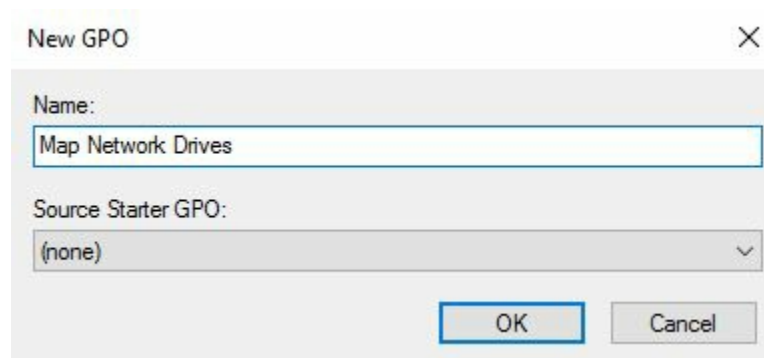 New GPO
Name:
Map Network Drives
Source Starter GPO:
(none)
OK Cancel